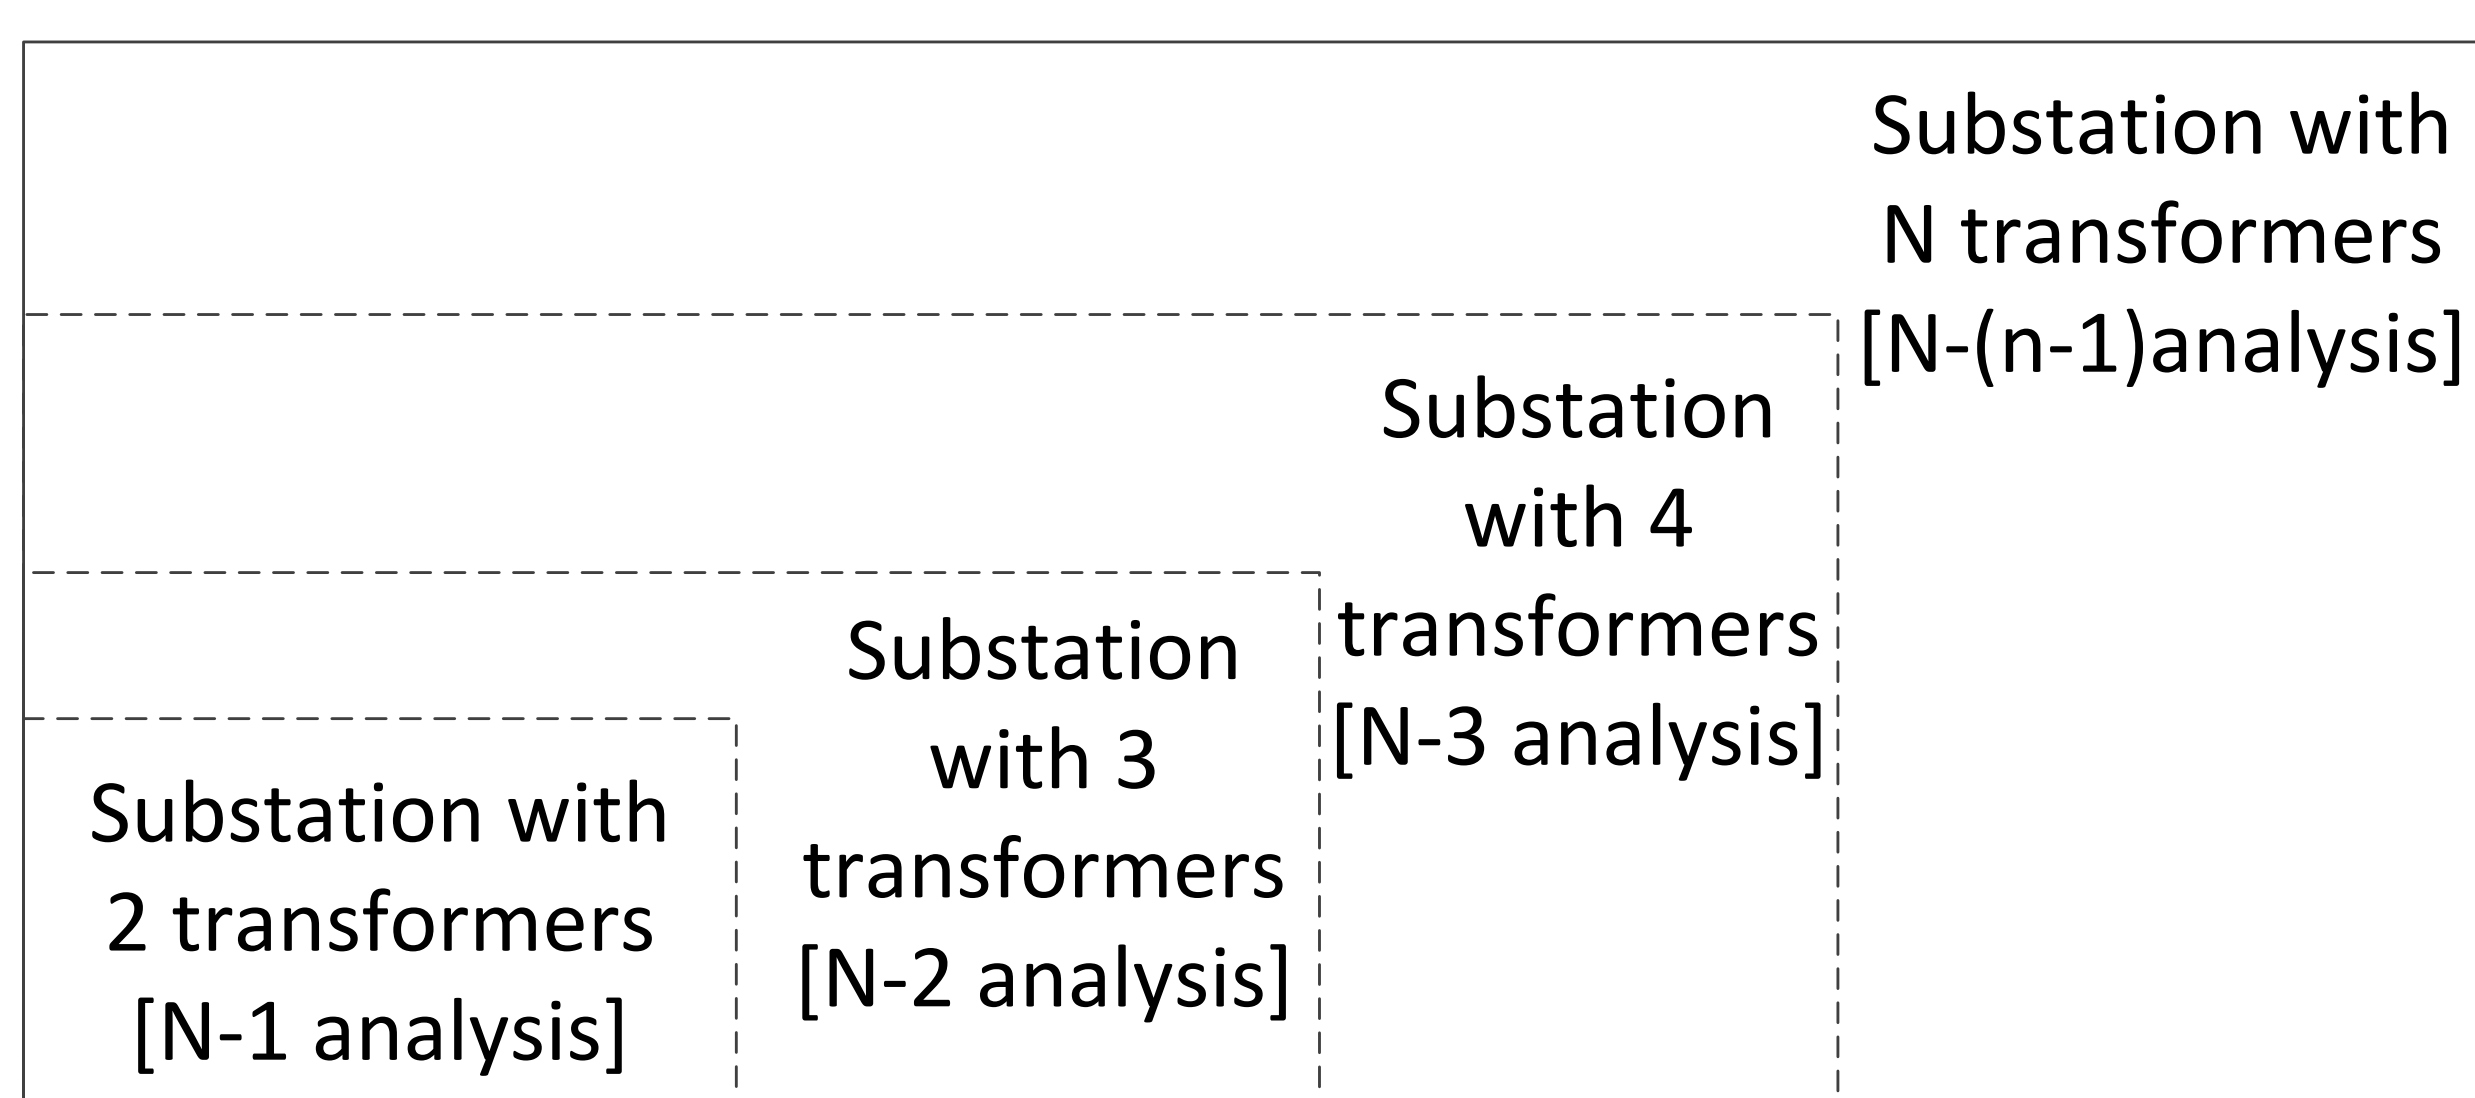 Substation with
N transformers
[N-(n-1)analysis]
Substation
with 4
transformers
[N-3 analysis]
Substation
with 3
transformers
[N-2 analysis]
Substation with
2 transformers
[N-1 analysis]